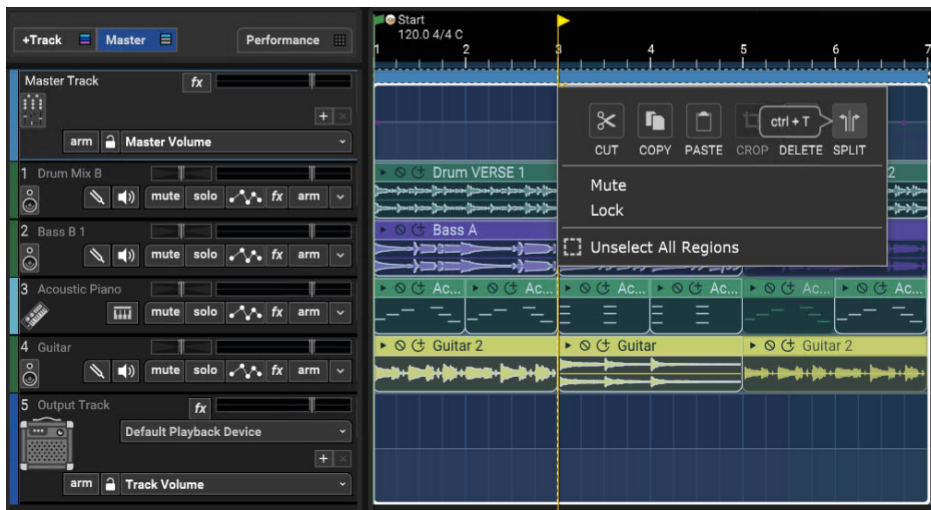 Start
120.0 4/4 C
+Track Master Performance
1 2 3 4 5 6 7
Master Track fx
+ ×
arm Master Volume
CUT COPY PASTE CROP DELETE SPLIT
ctrl + T
Mute
Lock
Unselect All Regions
1 Drum Mix B
mute solo fx arm
Drum VERSE 1
2
2 Bass B 1
mute solo fx arm
Bass A
3 Acoustic Piano
mute solo fx arm
Ac... Ac... Ac... Ac... Ac... Ac...
4 Guitar
mute solo fx arm
Guitar 2 Guitar Guitar 2
5 Output Track fx
Default Playback Device
+ ×
arm Track Volume